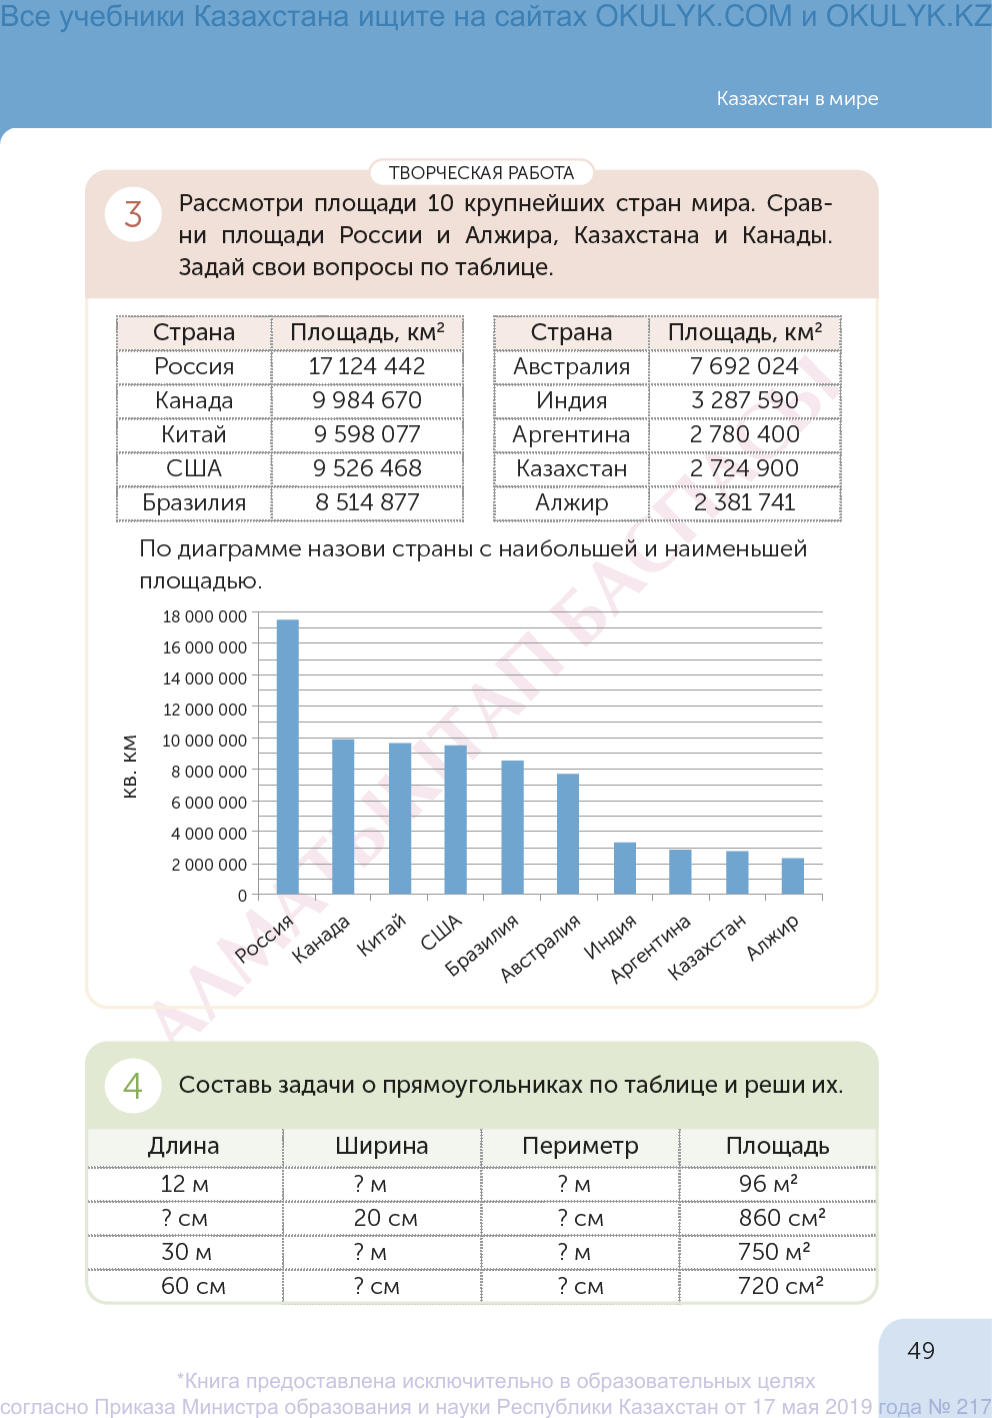 Все учебники Казахстана ищите на сайтах OKULYK.COM и OKULYK.KZ
Казахстан в мире
ТВОРЧЕСКАЯ РАБОТА
3
Рассмотри площади 10 крупнейших стран мира. Срав-
ни площади России и Алжира, Казахстана и Канады.
Задай свои вопросы по таблице.
Страна Площадь, км²
Россия 17 124 442
Канада 9 984 670
Китай 9 598 077
США 9 526 468
Бразилия 8 514 877
Страна Площадь, км²
Австралия 7 692 024
Индия 3 287 590
Аргентина 2 780 400
Казахстан 2 724 900
Алжир 2 381 741
По диаграмме назови страны с наибольшей и наименьшей
площадью.
кв. км
18 000 000
16 000 000
14 000 000
12 000 000
10 000 000
8 000 000
6 000 000
4 000 000
2 000 000
0
Россия Канада Китай США Бразилия Австралия Индия Аргентина Казахстан Алжир
АЛМАТЫКІТАП БАСПАСЫ
4
Составь задачи о прямоугольниках по таблице и реши их.
Длина Ширина Периметр Площадь
12 м ? м ? м 96 м²
? см 20 см ? см 860 см²
30 м ? м ? м 750 м²
60 см ? см ? см 720 см²
49
*Книга предоставлена исключительно в образовательных целях
согласно Приказа Министра образования и науки Республики Казахстан от 17 мая 2019 года № 217